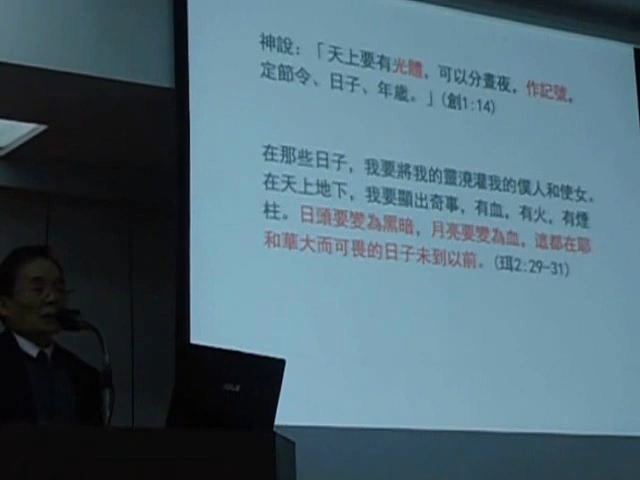 神說：「天上要有光體，可以分晝夜，作記號，
定節令、日子、年歲。」(創1:14)
在那些日子，我要將我的靈澆灌我的僕人和使女。
在天上地下，我要顯出奇事，有血，有火，有煙
柱。日頭要變為黑暗，月亮要變為血，這都在耶
和華大而可畏的日子未到以前。(珥2:29-31)
ASUS